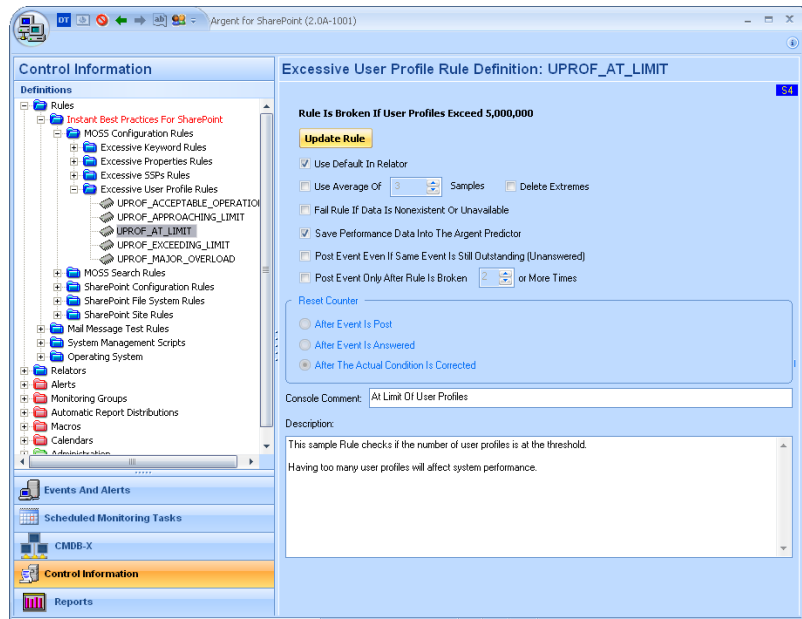 DT
ab
Argent for SharePoint (2.0A-1001)
Control Information
Definitions
Rules
Instant Best Practices For SharePoint
MOSS Configuration Rules
Excessive Keyword Rules
Excessive Properties Rules
Excessive SSPs Rules
Excessive User Profile Rules
UPROF_ACCEPTABLE_OPERATIO
UPROF_APPROACHING_LIMIT
UPROF_AT_LIMIT
UPROF_EXCEEDING_LIMIT
UPROF_MAJOR_OVERLOAD
MOSS Search Rules
SharePoint Configuration Rules
SharePoint File System Rules
SharePoint Site Rules
Mail Message Test Rules
System Management Scripts
Operating System
Relators
Alerts
Monitoring Groups
Automatic Report Distributions
Macros
Calendars
Administration
Events And Alerts
Scheduled Monitoring Tasks
CMDB-X
Control Information
Reports
Excessive User Profile Rule Definition: UPROF_AT_LIMIT
S4
Rule Is Broken If User Profiles Exceed 5,000,000
Update Rule
Use Default In Relator
Use Average Of 3 Samples Delete Extremes
Fail Rule If Data Is Nonexistent Or Unavailable
Save Performance Data Into The Argent Predictor
Post Event Even If Same Event Is Still Outstanding (Unanswered)
Post Event Only After Rule Is Broken 2 or More Times
Reset Counter
After Event Is Post
After Event Is Answered
After The Actual Condition Is Corrected
Console Comment: At Limit Of User Profiles
Description:
This sample Rule checks if the number of user profiles is at the threshold.
Having too many user profiles will affect system performance.